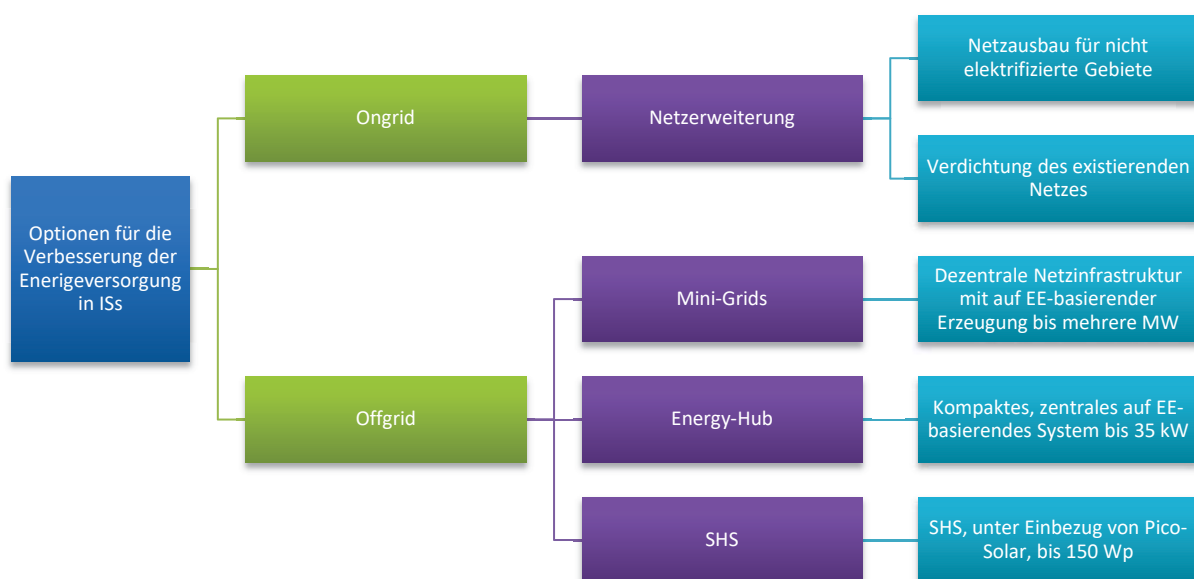 Optionen für die
Verbesserung der
Enerigeversorgung
in ISs
Ongrid
Netzerweiterung
Netzausbau für nicht
elektrifizierte Gebiete
Verdichtung des existierenden
Netzes
Offgrid
Mini-Grids
Dezentrale Netzinfrastruktur
mit auf EE-basierender
Erzeugung bis mehrere MW
Energy-Hub
Kompaktes, zentrales auf EE-
basierendes System bis 35 kW
SHS
SHS, unter Einbezug von Pico-
Solar, bis 150 Wp